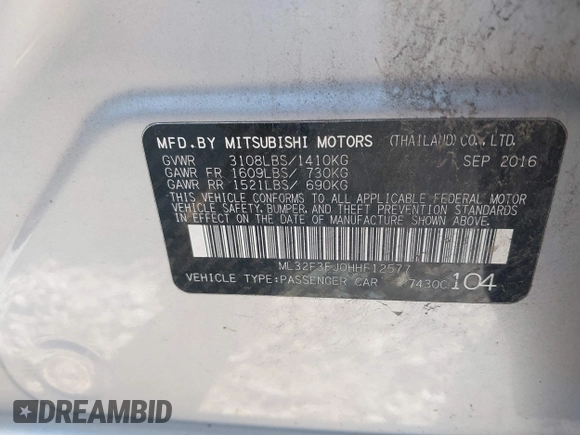 MFD.BY MITSUBISHI MOTORS (THAILAND)CO.,LTD.
GVWR 3108LBS/1410KG SEP 2016
GAWR FR 1609LBS/ 730KG
GAWR RR 1521LBS/ 690KG
THIS VEHICLE CONFORMS TO ALL APPLICABLE FEDERAL MOTOR
VEHICLE SAFETY,BUMPER, AND THEFT PREVENTION STANDARDS
IN EFFECT ON THE DATE OF MANUFACTURE SHOWN ABOVE.
ML32F3FJ0HHF12577
VEHICLE TYPE:PASSENGER CAR 7430C 104
DREAMBID